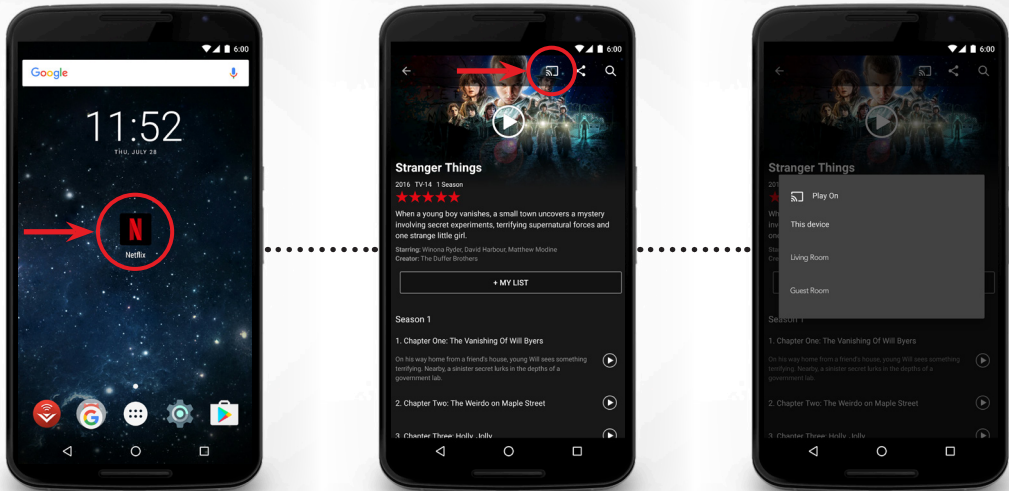 6:00
Google
11:52
THU, JULY 28
N
Netflix
G
6:00
Stranger Things
2016 TV-14 1 Season
When a young boy vanishes, a small town uncovers a mystery
involving secret experiments, terrifying supernatural forces and
one strange little girl.
Starring: Winona Ryder, David Harbour, Matthew Modine
Creator: The Duffer Brothers
+ MY LIST
Season 1
1. Chapter One: The Vanishing Of Will Byers
On his way home from a friend's house, young Will sees something
terrifying. Nearby, a sinister secret lurks in the depths of a
government lab.
2. Chapter Two: The Weirdo on Maple Street
3. Chapter Three: Holly, Jolly
6:00
Stranger Things
Play On
This device
Living Room
Guest Room
Season 1
1. Chapter One: The Vanishing Of Will Byers
On his way home from a friend's house, young Will sees something
terrifying. Nearby, a sinister secret lurks in the depths of a
government lab.
2. Chapter Two: The Weirdo on Maple Street
3. Chapter Three: Holly, Jolly